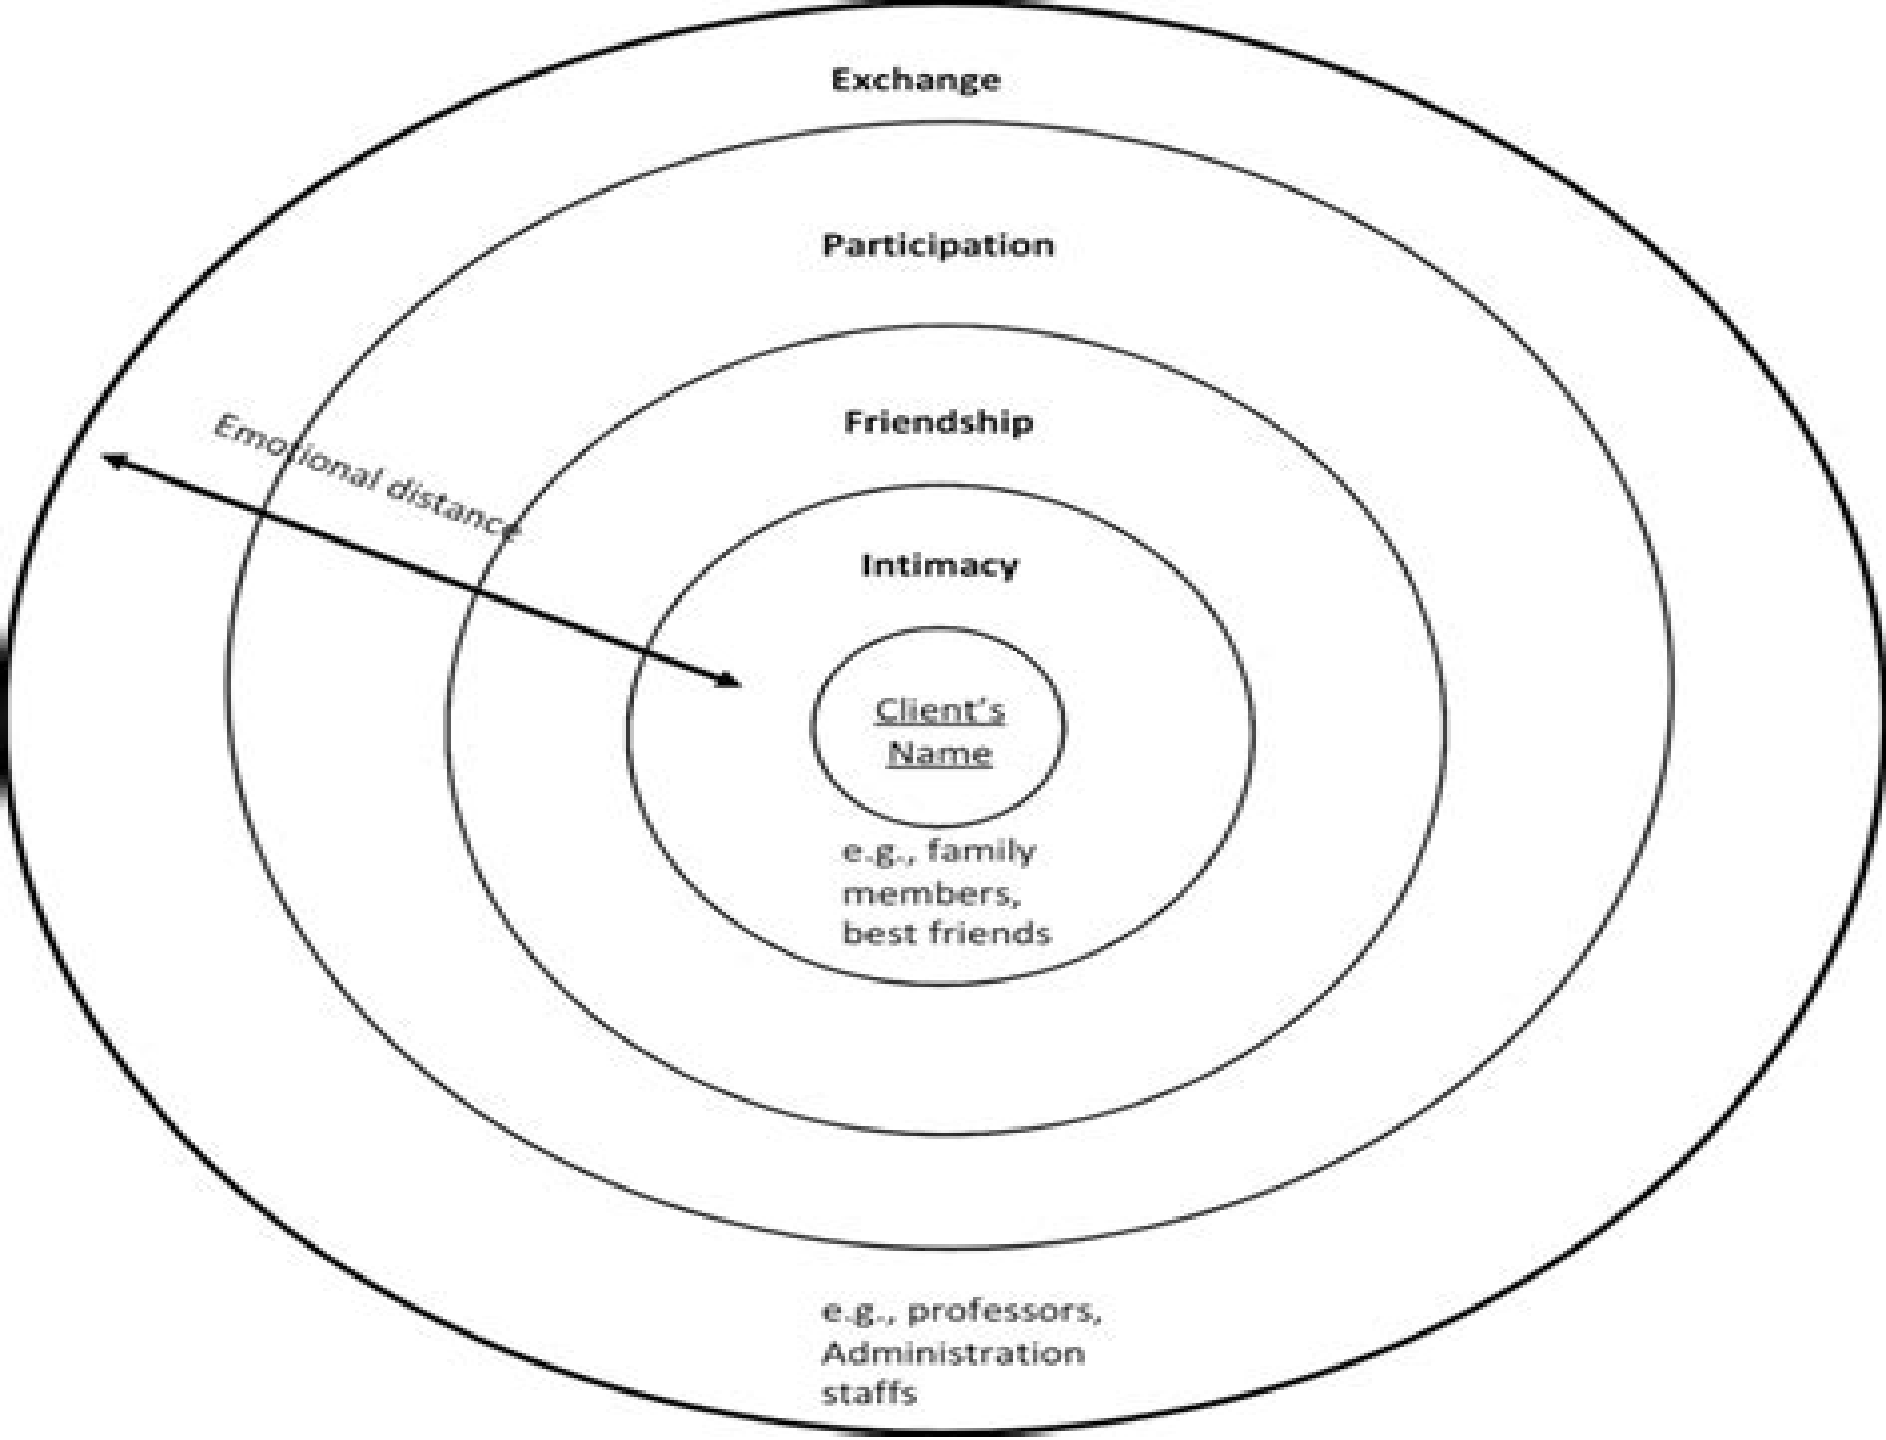 Exchange
Participation
Friendship
Emotional distance
Intimacy
Client's
Name
e.g., family
members,
best friends
e.g., professors,
Administration
staffs